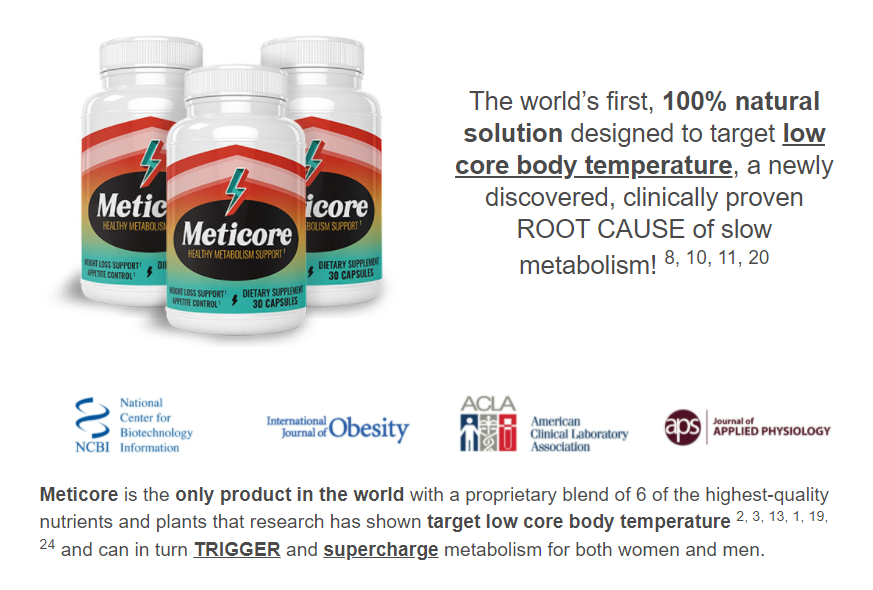 The world’s first, 100% natural
solution designed to target low
core body temperature, a newly
discovered, clinically proven
ROOT CAUSE of slow
metabolism! 8, 10, 11, 20
Metic
HEALTHY METABOLISM
WEIGHT LOSS SUPPORT†
APPETITE CONTROL†
DI
icore
BOLISM SUPPORT†
DIETARY SUPPLEMENT
30 CAPSULES
Meticore
HEALTHY METABOLISM SUPPORT†
WEIGHT LOSS SUPPORT†
APPETITE CONTROL†
DIETARY SUPPLEMENT
30 CAPSULES
NCBI
National
Center for
Biotechnology
Information
International
Journal of Obesity
ACLA
American
Clinical Laboratory
Association
aps
Journal of
APPLIED PHYSIOLOGY
Meticore is the only product in the world with a proprietary blend of 6 of the highest-quality
nutrients and plants that research has shown target low core body temperature 2, 3, 13, 1, 19,
24 and can in turn TRIGGER and supercharge metabolism for both women and men.